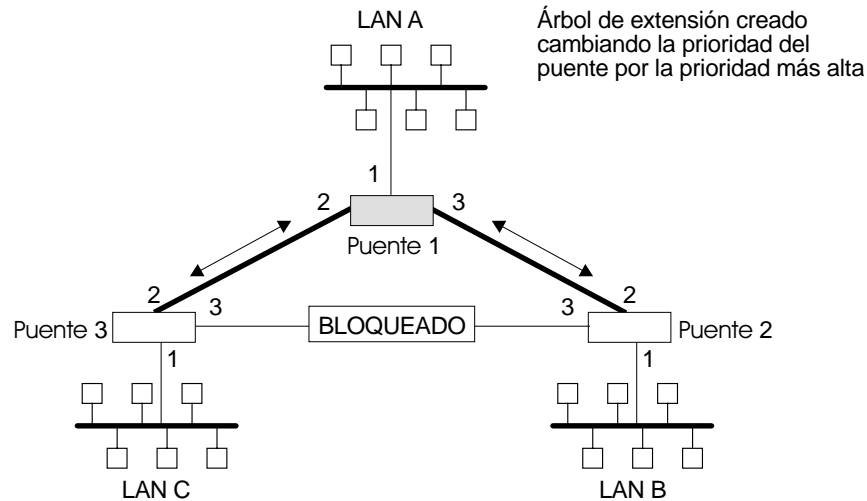 LAN A
Árbol de extensión creado
cambiando la prioridad del
puente por la prioridad más alta
1
2
3
Puente 1
2
3
BLOQUEADO
3
2
Puente 3
Puente 2
1
1
LAN C
LAN B